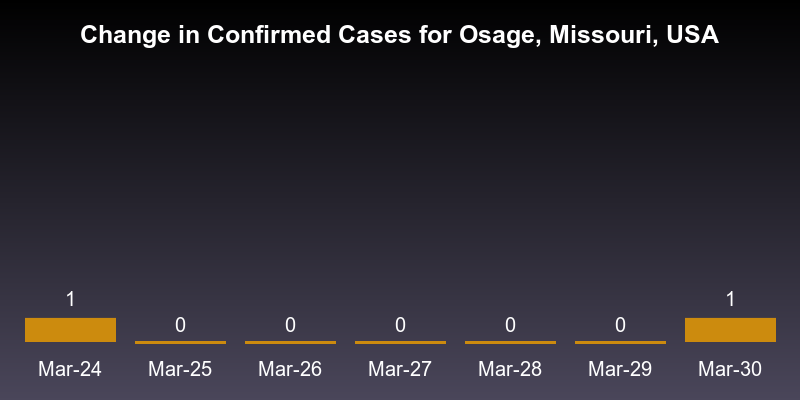 Change in Confirmed Cases for Osage, Missouri, USA
1 0 0 0 0 0 1
Mar-24 Mar-25 Mar-26 Mar-27 Mar-28 Mar-29 Mar-30